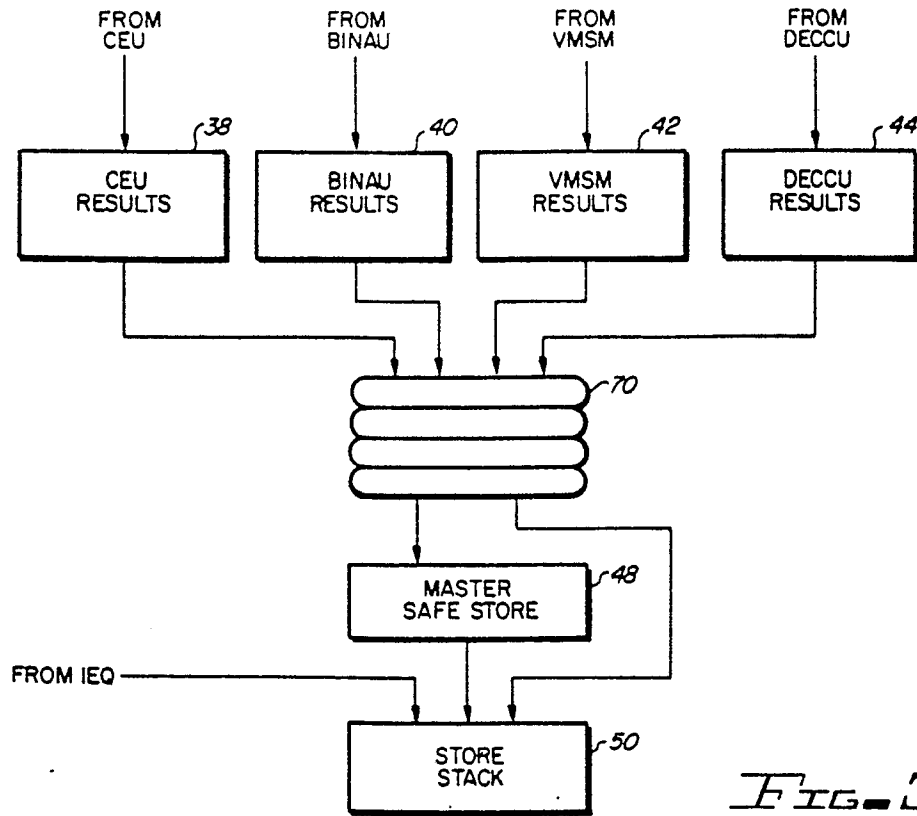 FROM CEU
FROM BINAU
FROM VMSM
FROM DECCU
38
40
42
44
CEU RESULTS
BINAU RESULTS
VMSM RESULTS
DECCU RESULTS
70
48
MASTER SAFE STORE
FROM IEQ
50
STORE STACK
FIG.